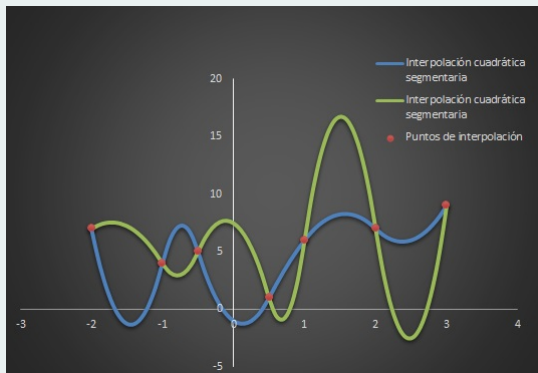 Interpolación cuadrática
segmentaria
Interpolación cuadrática
segmentaria
Puntos de interpolación
20
15
10
5
0
-5
-3 -2 -1 0 1 2 3 4